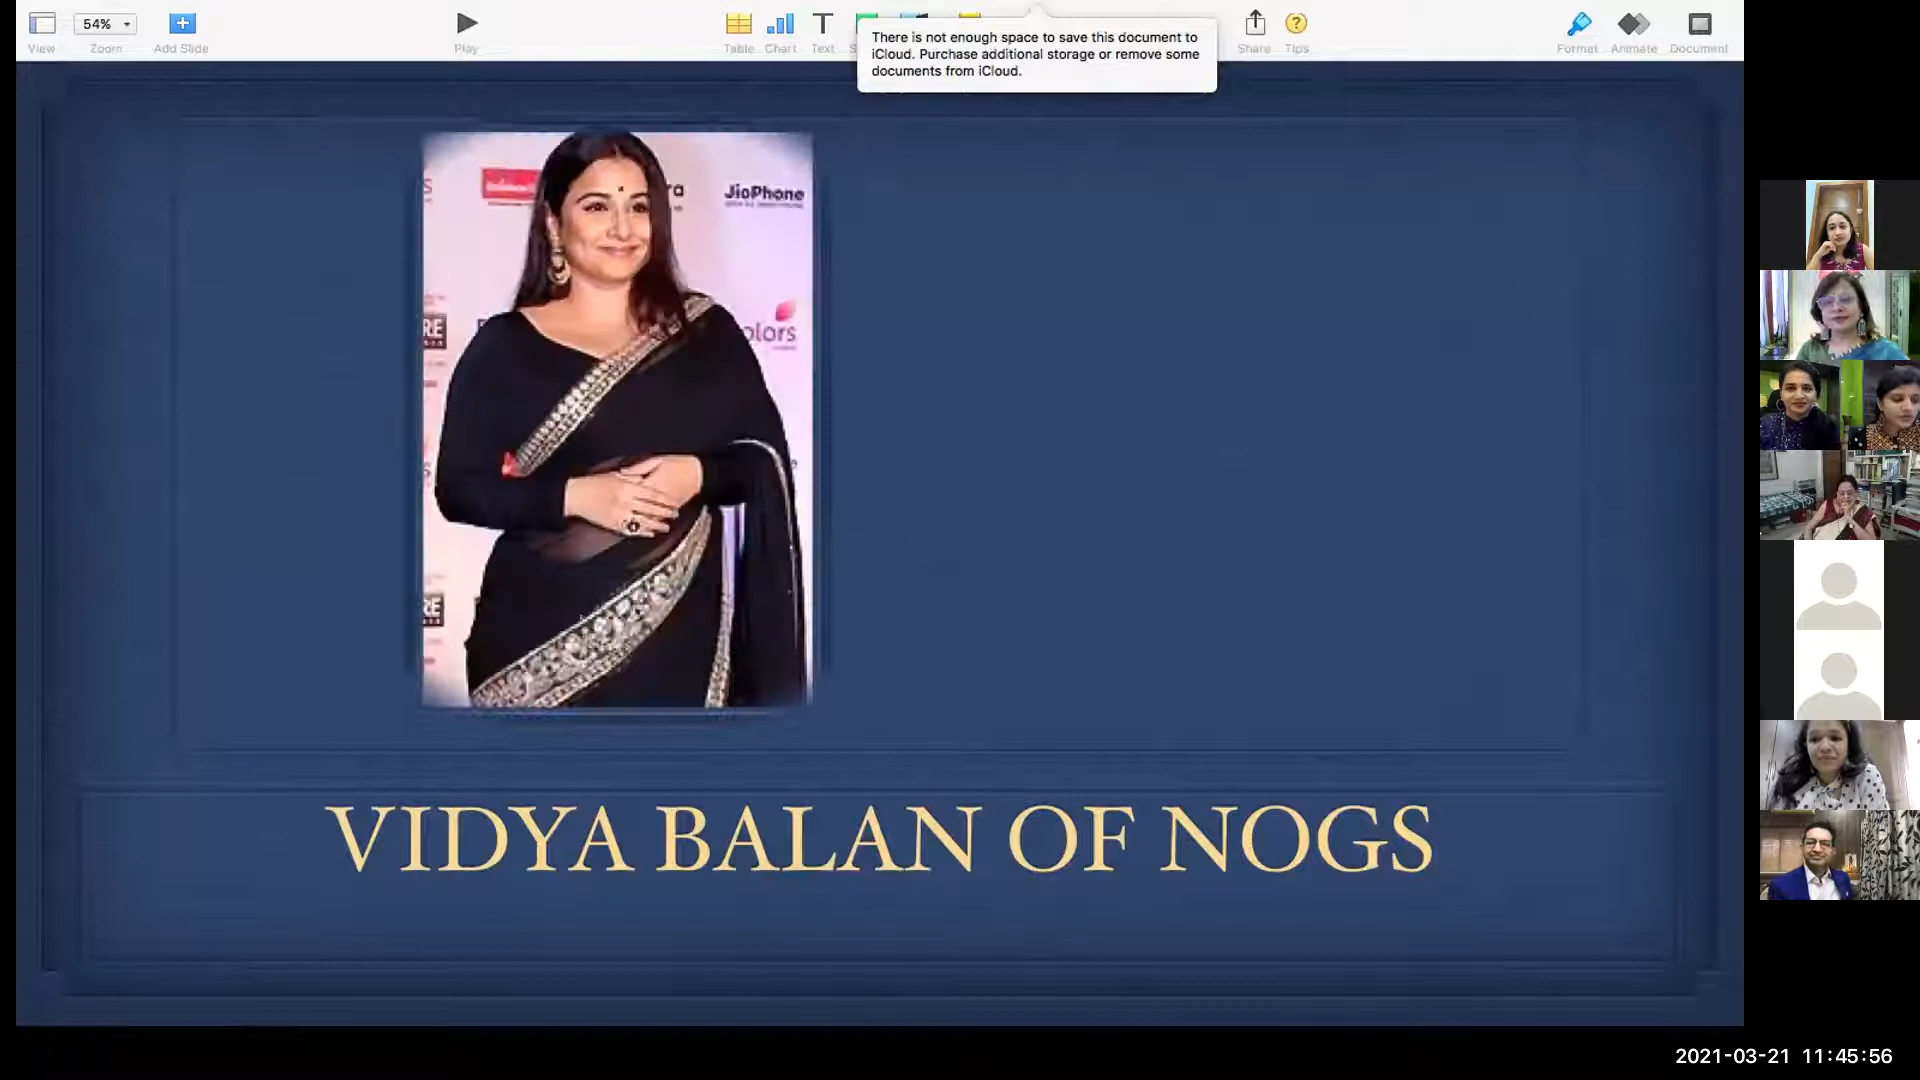 54%
View
Zoom
Add Slide
Play
Table
Chart
Text
Share
Tips
Format
Animate
Document
There is not enough space to save this document to
iCloud. Purchase additional storage or remove some
documents from iCloud.
JioPhone
RE
olors
RE
VIDYA BALAN OF NOGS
2021-03-21 11:45:56